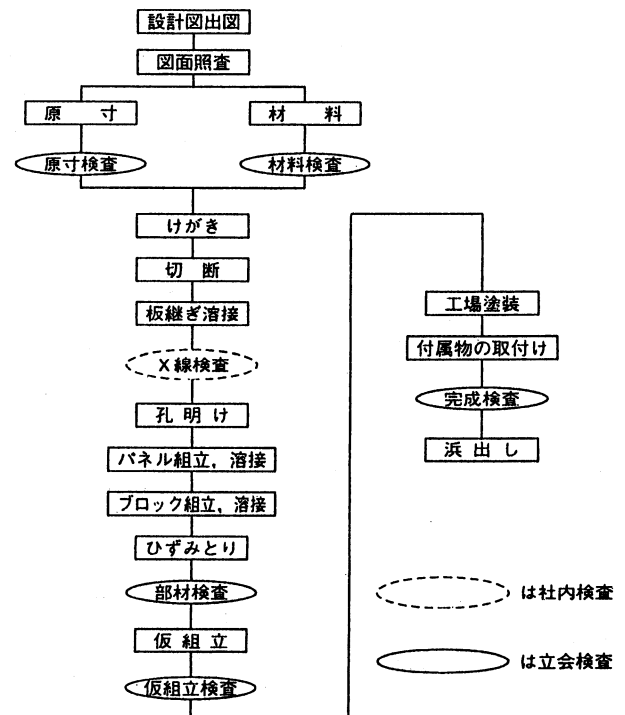 設計図出図
図面照査
原寸
材料
原寸検査
材料検査
けがき
切断
板継ぎ溶接
X線検査
孔明け
パネル組立,溶接
ブロック組立,溶接
ひずみとり
部材検査
仮組立
仮組立検査
工場塗装
付属物の取付け
完成検査
浜出し
は社内検査
は立会検査